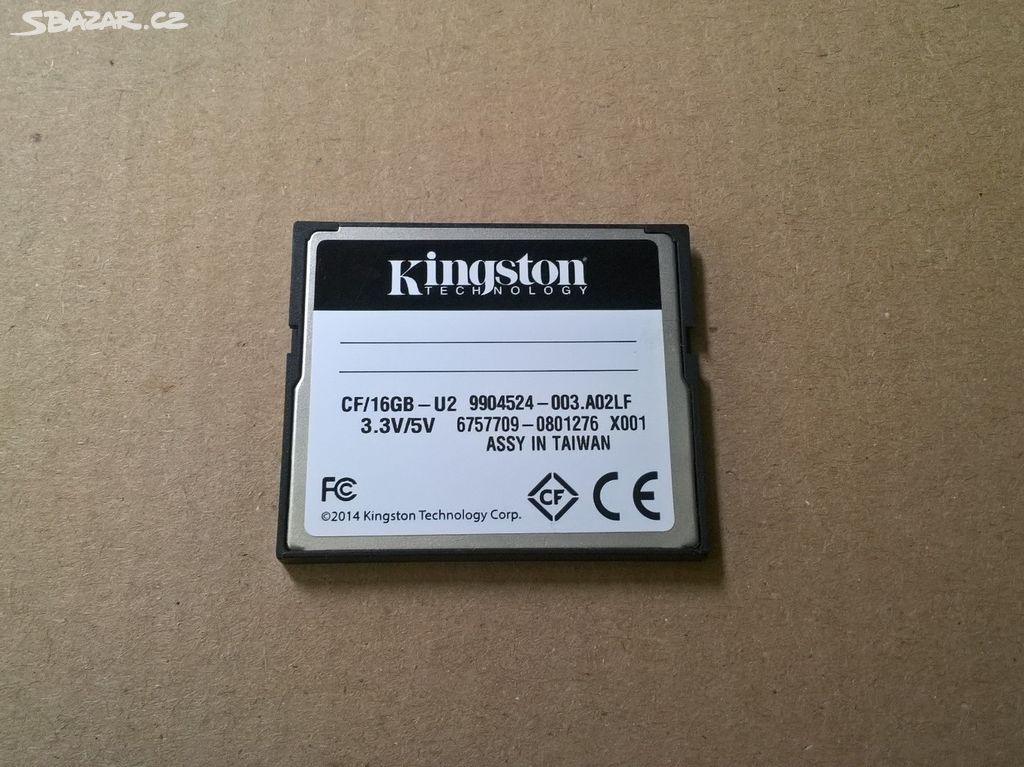 SBAZAR.CZ
Kingston
TECHNOLOGY
CF/16GB-U2 9904524-003.A02LF
3.3V/5V 6757709-0801276 X001
ASSY IN TAIWAN
FC
CF CE
©2014 Kingston Technology Corp.